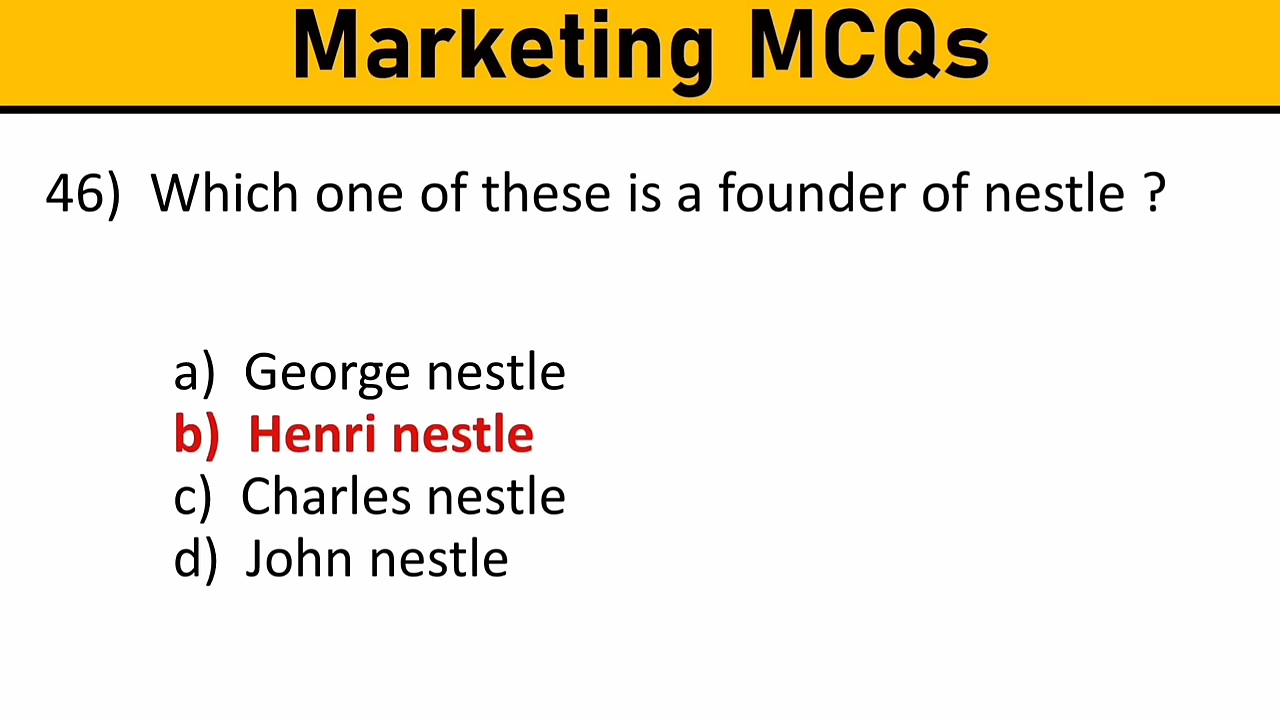 Marketing MCQs
46) Which one of these is a founder of nestle ?
a) George nestle
b) Henri nestle
c) Charles nestle
d) John nestle